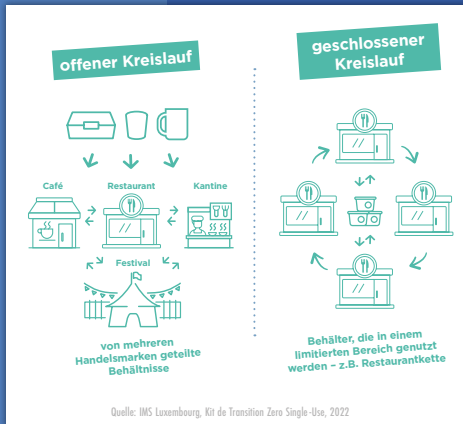 offener Kreislauf
Café
Restaurant
Kantine
Festival
von mehreren
Handelsmarken geteilte
Behältnisse
geschlossener
Kreislauf
Behälter, die in einem
limitierten Bereich genutzt
werden – z.B. Restaurantkette
Quelle: IMS Luxembourg, Kit de Transition Zero Single-Use, 2022